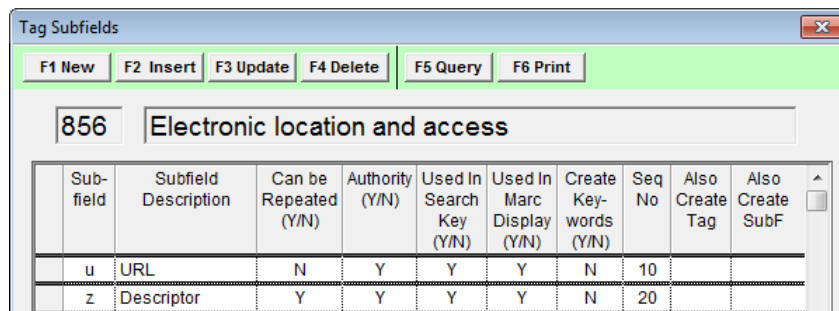 Tag Subfields
F1 New F2 Insert F3 Update F4 Delete F5 Query F6 Print
856 Electronic location and access
Sub- Subfield Can be Authority Used In Used In Create Seq Also Also
field Description Repeated (Y/N) Search Marc Key- No Create Create
(Y/N) Key Display words Tag SubF
(Y/N) (Y/N) (Y/N)
u URL N Y Y Y N 10
z Descriptor Y Y Y Y N 20